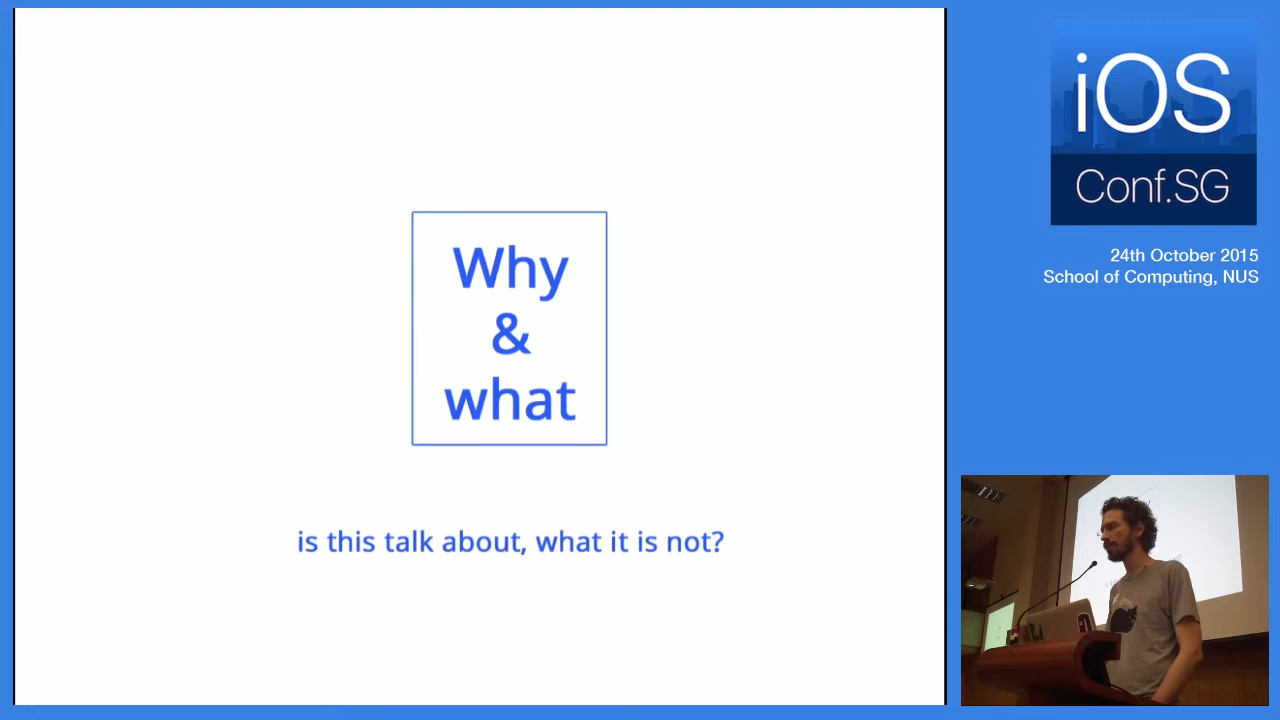 Why
&
what
is this talk about, what it is not?
iOS
Conf.SG
24th October 2015
School of Computing, NUS